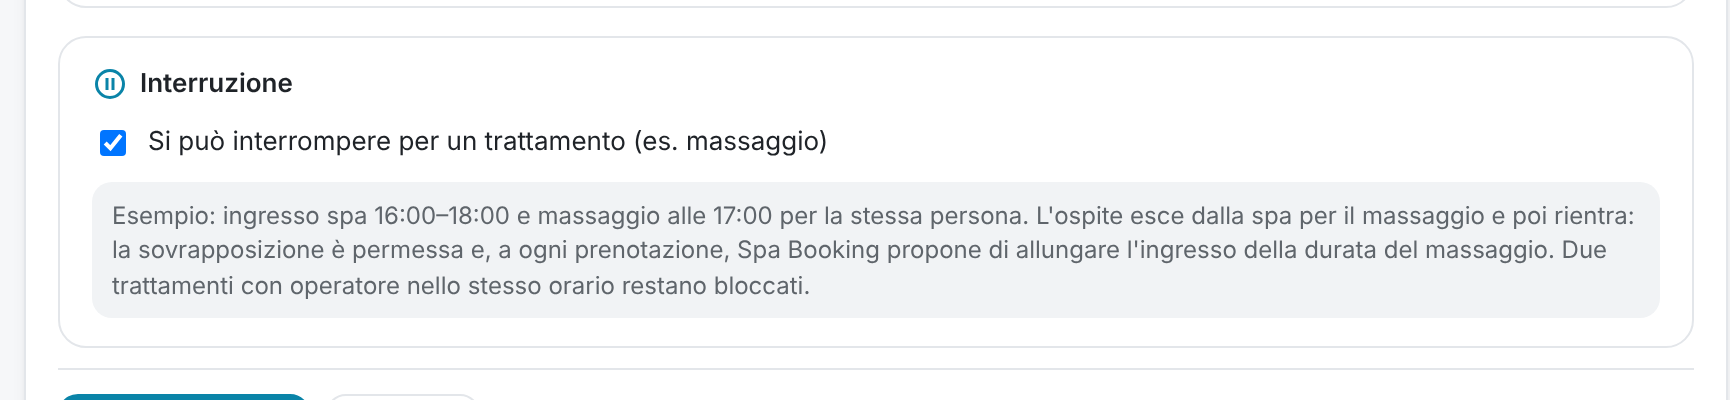 Interruzione
Si può interrompere per un trattamento (es. massaggio)
Esempio: ingresso spa 16:00–18:00 e massaggio alle 17:00 per la stessa persona. L'ospite esce dalla spa per il massaggio e poi rientra:
la sovrapposizione è permessa e, a ogni prenotazione, Spa Booking propone di allungare l'ingresso della durata del massaggio. Due
trattamenti con operatore nello stesso orario restano bloccati.